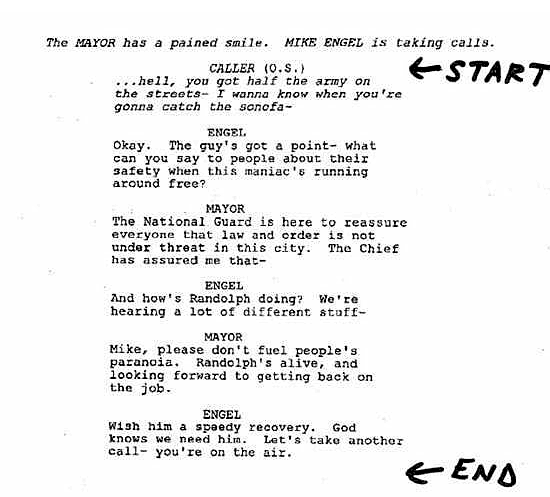 The MAYOR has a pained smile. MIKE ENGEL is taking calls.
CALLER (O.S.)
← START
...hell, you got half the army on
the streets- I wanna know when you're
gonna catch the sonofa-
ENGEL
Okay. The guy's got a point- what
can you say to people about their
safety when this maniac's running
around free?
MAYOR
The National Guard is here to reassure
everyone that law and order is not
under threat in this city. The Chief
has assured me that-
ENGEL
And how's Randolph doing? We're
hearing a lot of different stuff-
MAYOR
Mike, please don't fuel people's
paranoia. Randolph's alive, and
looking forward to getting back on
the job.
ENGEL
Wish him a speedy recovery. God
knows we need him. Let's take another
call- you're on the air.
← END